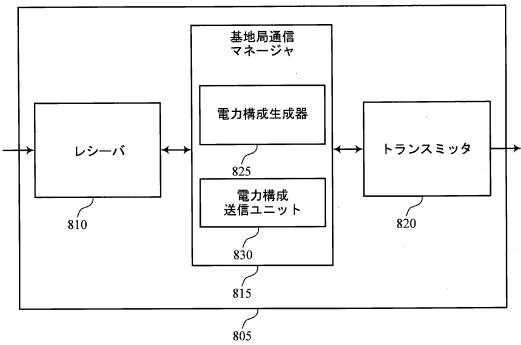 基地局通信
マネージャ
電力構成生成器
825
レシーバ
810
トランスミッタ
820
電力構成
送信ユニット
830
815
805